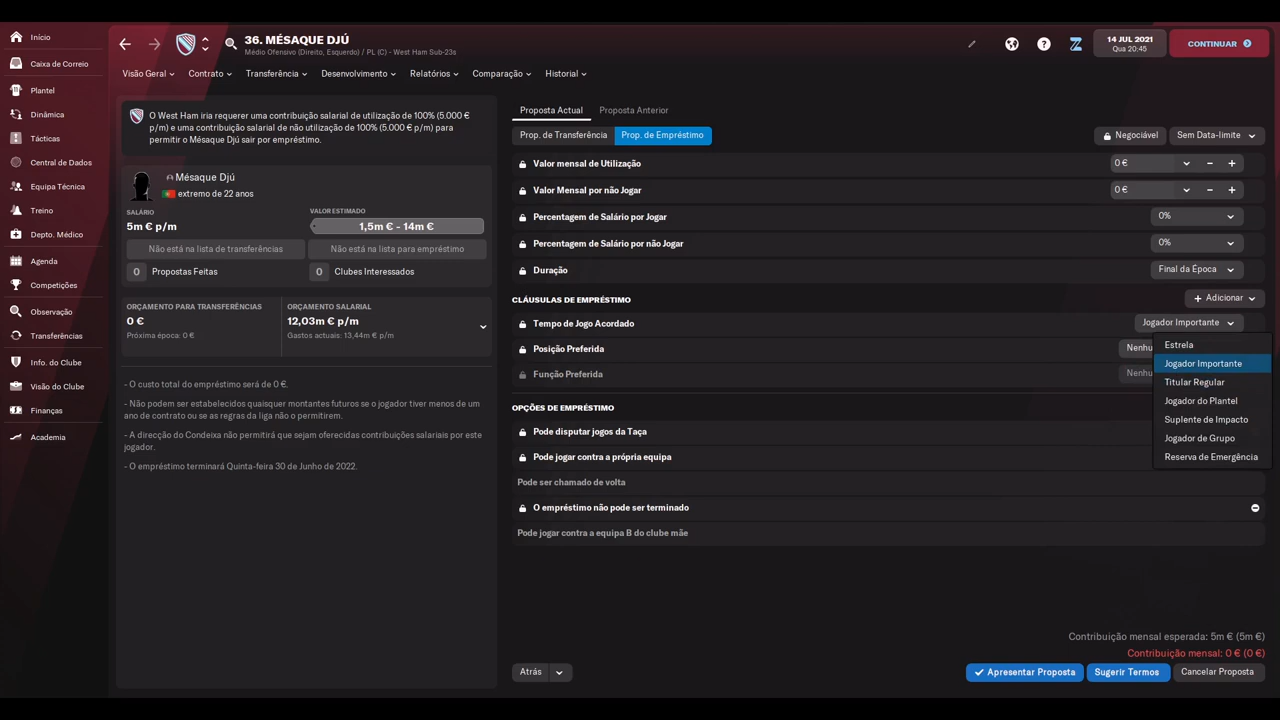 Início
Caixa de Correio
Plantel
Dinâmica
Tácticas
Central de Dados
Equipa Técnica
Treino
Depto. Médico
Agenda
Competições
Observação
Transferências
Info. do Clube
Visão do Clube
Finanças
Academia
36. MÉSAQUE DJÚ
Médio Ofensivo (Direito, Esquerdo) / PL (C) - West Ham Sub-23s
14 JUL 2021
Qua 20:45
CONTINUAR
Visão Geral
Contrato
Transferência
Desenvolvimento
Relatórios
Comparação
Historial
O West Ham iria requerer uma contribuição salarial de utilização de 100% (5.000 €
p/m) e uma contribuição salarial de não utilização de 100% (5.000 € p/m) para
permitir o Mésaque Djú sair por empréstimo.
Mésaque Djú
extremo de 22 anos
SALÁRIO
5m € p/m
VALOR ESTIMADO
1,5m € - 14m €
Não está na lista de transferências
Não está na lista para empréstimo
0 Propostas Feitas
0 Clubes Interessados
ORÇAMENTO PARA TRANSFERÊNCIAS
0 €
Próxima época: 0 €
ORÇAMENTO SALARIAL
12,03m € p/m
Gastos actuais: 13,44m € p/m
- O custo total do empréstimo será de 0 €.
- Não podem ser estabelecidos quaisquer montantes futuros se o jogador tiver menos de um
ano de contrato ou se as regras da liga não o permitirem.
- A direcção do Condeixa não permitirá que sejam oferecidas contribuições salariais por este
jogador.
- O empréstimo terminará Quinta-feira 30 de Junho de 2022.
Proposta Actual
Proposta Anterior
Prop. de Transferência
Prop. de Empréstimo
Negociável
Sem Data-limite
Valor mensal de Utilização
0 €
Valor Mensal por não Jogar
0 €
Percentagem de Salário por Jogar
0%
Percentagem de Salário por não Jogar
0%
Duração
Final da Época
CLÁUSULAS DE EMPRÉSTIMO
Adicionar
Tempo de Jogo Acordado
Jogador Importante
Posição Preferida
Nenhu
Função Preferida
Nenhu
Estrela
Jogador Importante
Titular Regular
Jogador do Plantel
Suplente de Impacto
Jogador de Grupo
Reserva de Emergência
OPÇÕES DE EMPRÉSTIMO
Pode disputar jogos da Taça
Pode jogar contra a própria equipa
Pode ser chamado de volta
O empréstimo não pode ser terminado
Pode jogar contra a equipa B do clube mãe
Contribuição mensal esperada: 5m € (5m €)
Contribuição mensal: 0 € (0 €)
Atrás
Apresentar Proposta
Sugerir Termos
Cancelar Proposta